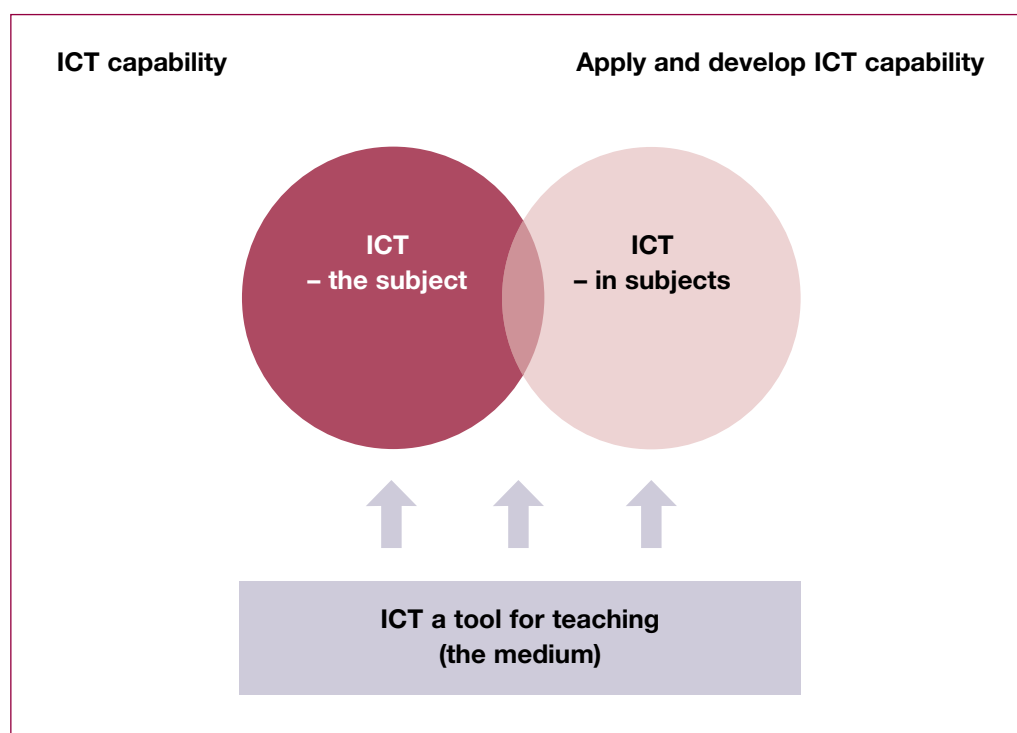 ICT capability
Apply and develop ICT capability
ICT
– the subject
ICT
– in subjects
ICT a tool for teaching
(the medium)